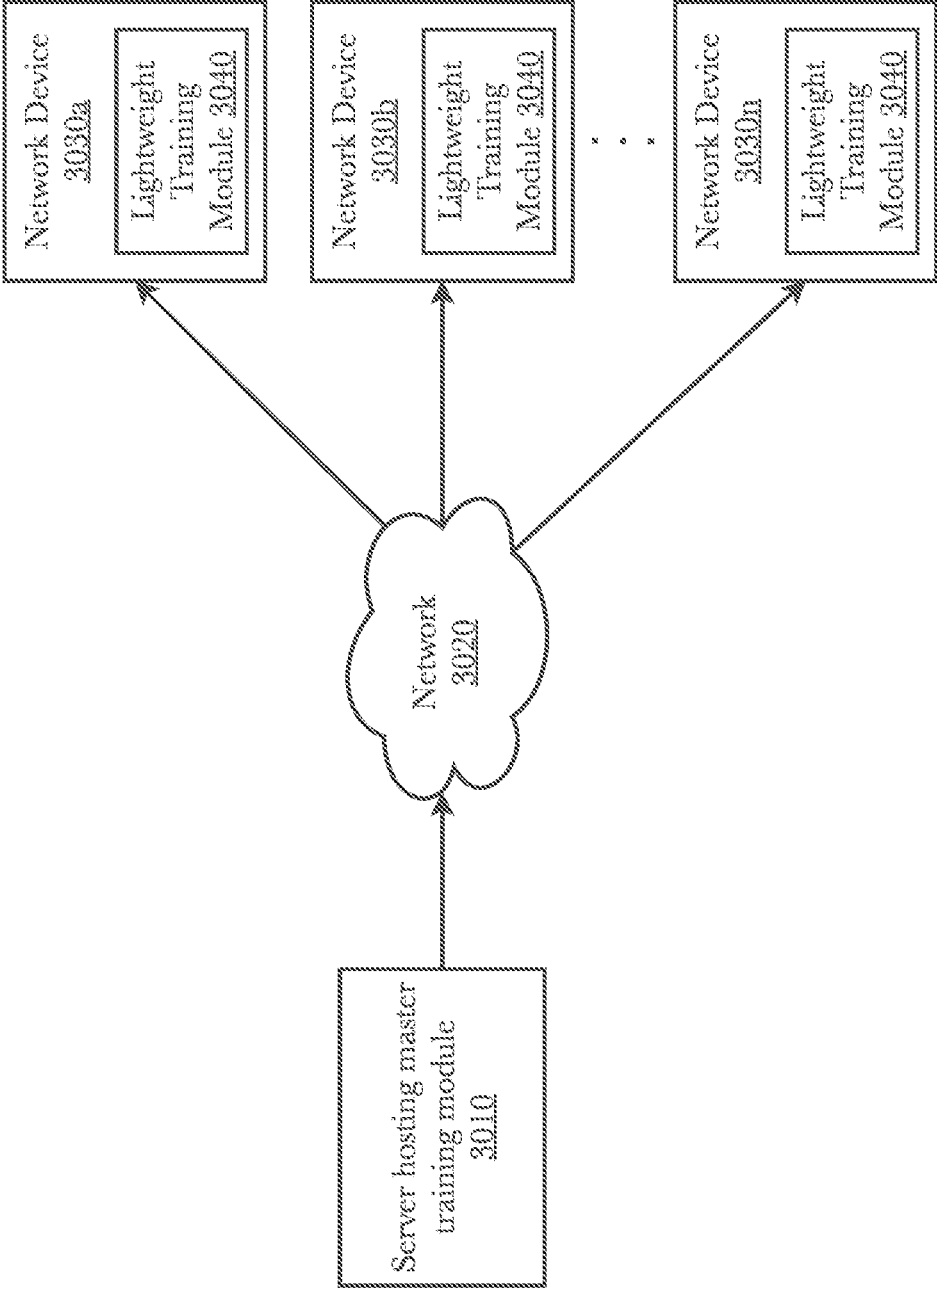 Server hosting master
training module
3010
Network
3020
Network Device
3030a
Lightweight
Training
Module 3040
Network Device
3030b
Lightweight
Training
Module 3040
Network Device
3030n
Lightweight
Training
Module 3040